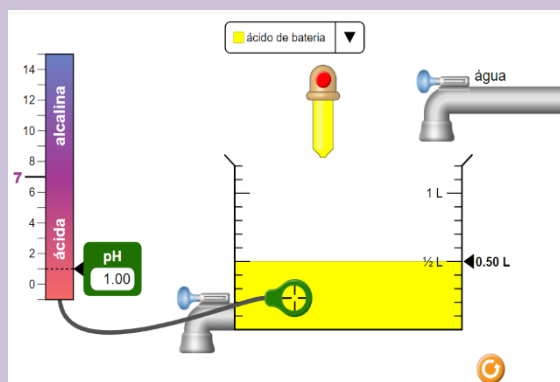 ácido de bateria
água
14
12
10
8
7
6
4
2
0
alcalina
ácida
pH
1.00
1 L
½ L
0.50 L